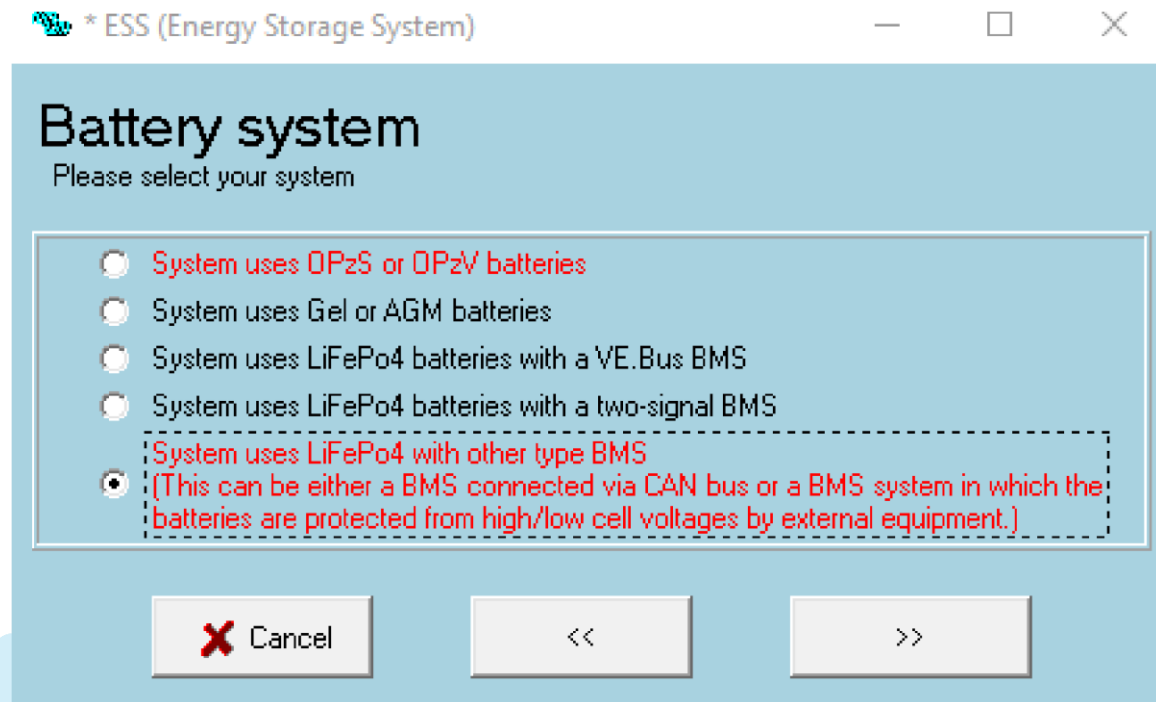 * ESS (Energy Storage System)
Battery system
Please select your system
System uses OPzS or OPzV batteries
System uses Gel or AGM batteries
System uses LiFePo4 batteries with a VE.Bus BMS
System uses LiFePo4 batteries with a two-signal BMS
System uses LiFePo4 with other type BMS
(This can be either a BMS connected via CAN bus or a BMS system in which the
batteries are protected from high/low cell voltages by external equipment.)
Cancel
<<
>>